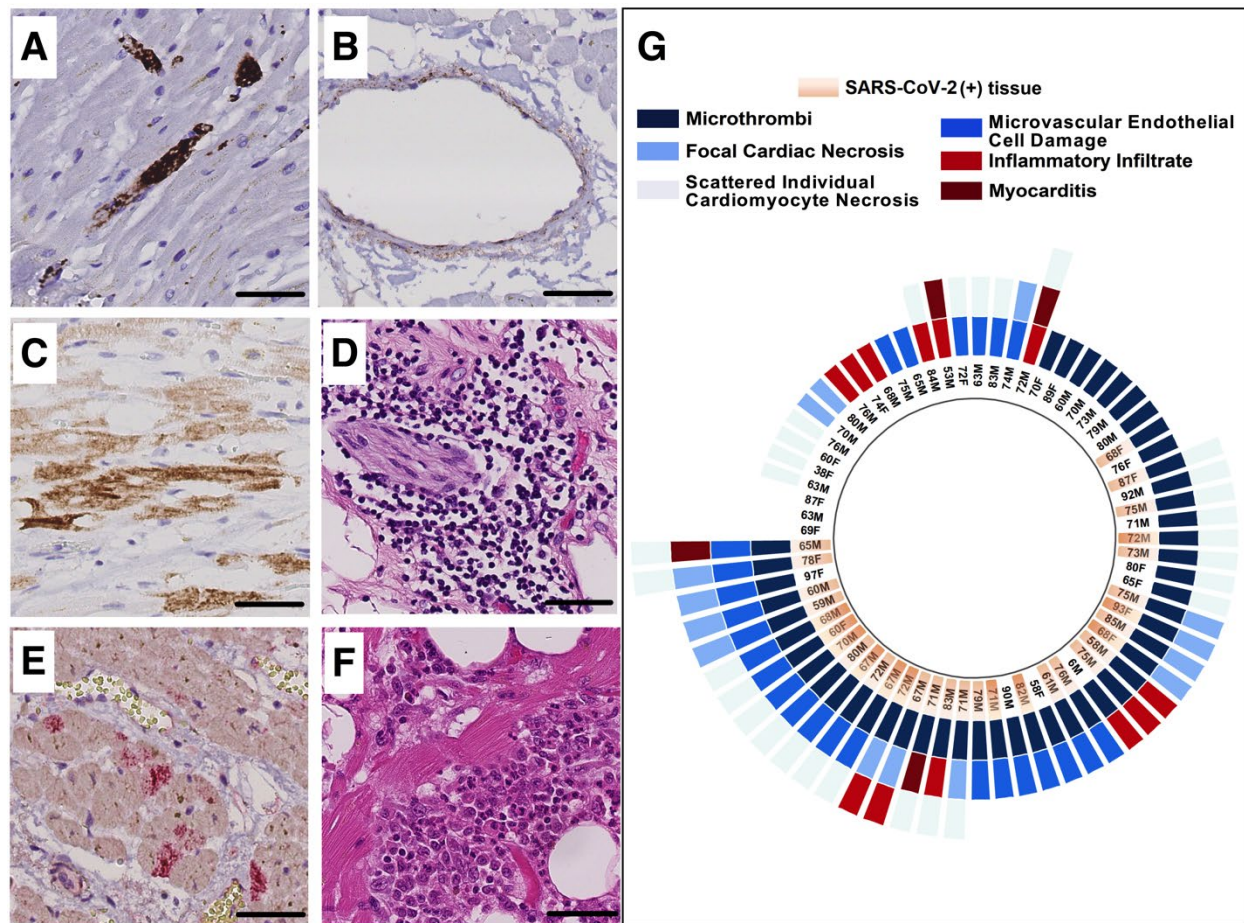 A
B
C
D
E
F
G
SARS-CoV-2 (+) tissue
Microthrombi
Focal Cardiac Necrosis
Scattered Individual
Cardiomyocyte Necrosis
Microvascular Endothelial
Cell Damage
Inflammatory Infiltrate
Myocarditis
69F
63M
87F
63M
38F
60F
76M
70M
80M
76M
74F
68M
75M
65M
84M
53M
72F
63M
83M
74M
72M
70F
89F
60M
70M
73M
79M
80M
68F
76F
87F
92M
75M
71M
72M
73M
80F
65F
75M
93F
85M
68F
58M
75M
6M
76M
61M
58F
90M
71M
79M
71M
83M
71M
67M
72M
67M
72M
67M
80M
70M
60F
68M
59M
60M
97F
78F
65M